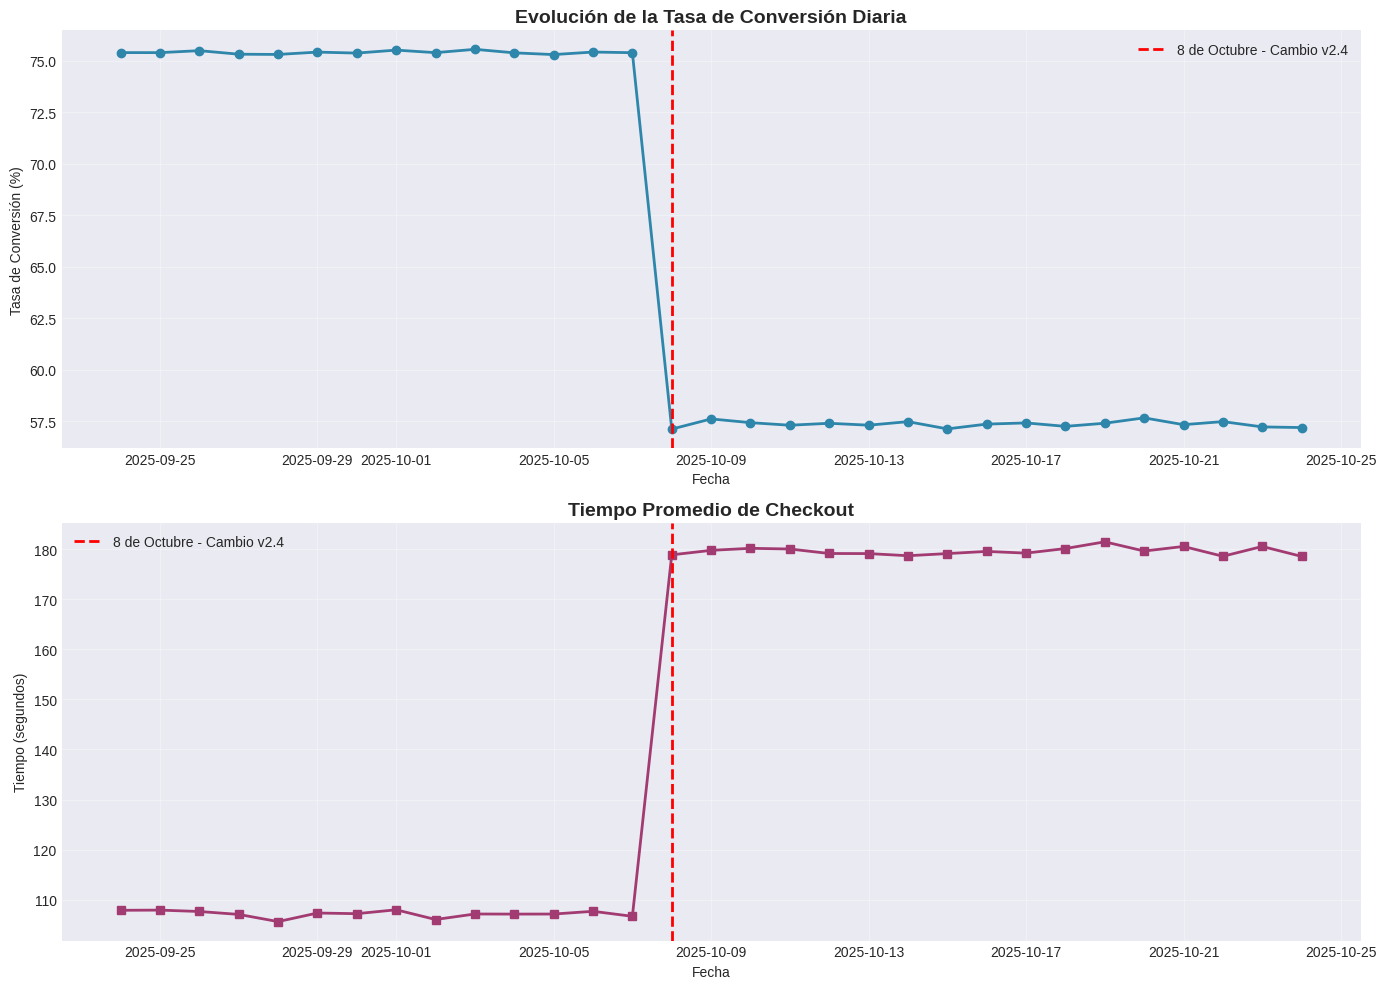 Evolución de la Tasa de Conversión Diaria
8 de Octubre - Cambio v2.4
Tasa de Conversión (%)
75.0
72.5
70.0
67.5
65.0
62.5
60.0
57.5
2025-09-25 2025-09-29 2025-10-01 2025-10-05 2025-10-09 2025-10-13 2025-10-17 2025-10-21 2025-10-25
Fecha
Tiempo Promedio de Checkout
8 de Octubre - Cambio v2.4
Tiempo (segundos)
180
170
160
150
140
130
120
110
2025-09-25 2025-09-29 2025-10-01 2025-10-05 2025-10-09 2025-10-13 2025-10-17 2025-10-21 2025-10-25
Fecha